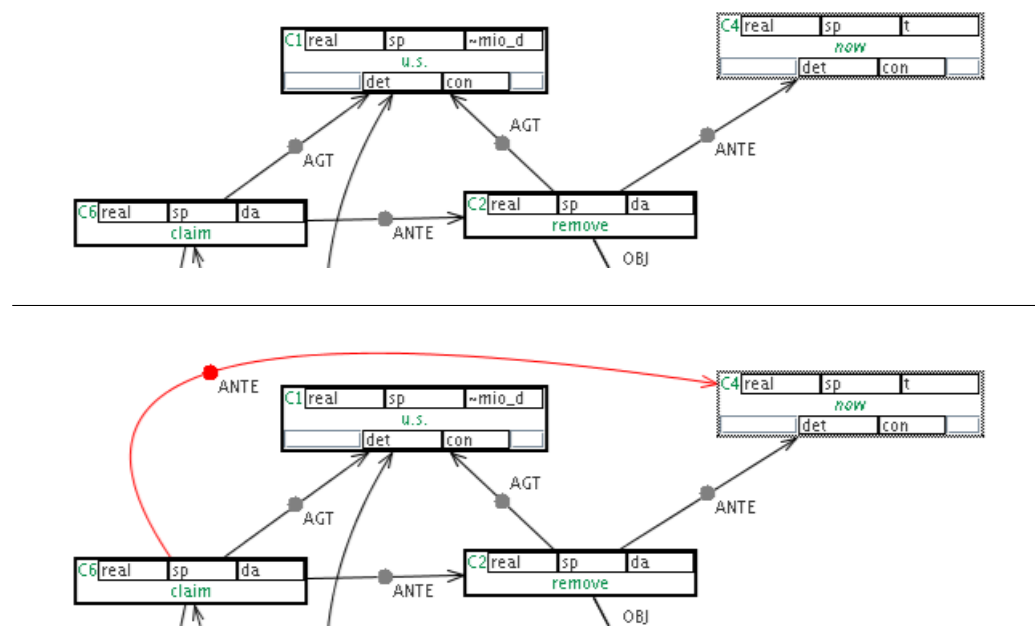 C1 real sp ~mio_d
u.s.
det con
C4 real sp t
now
det con
AGT
AGT
ANTE
C6 real sp da
claim
ANTE
C2 real sp da
remove
OBJ
ANTE
C1 real sp ~mio_d
u.s.
det con
C4 real sp t
now
det con
AGT
AGT
ANTE
C6 real sp da
claim
ANTE
C2 real sp da
remove
OBJ